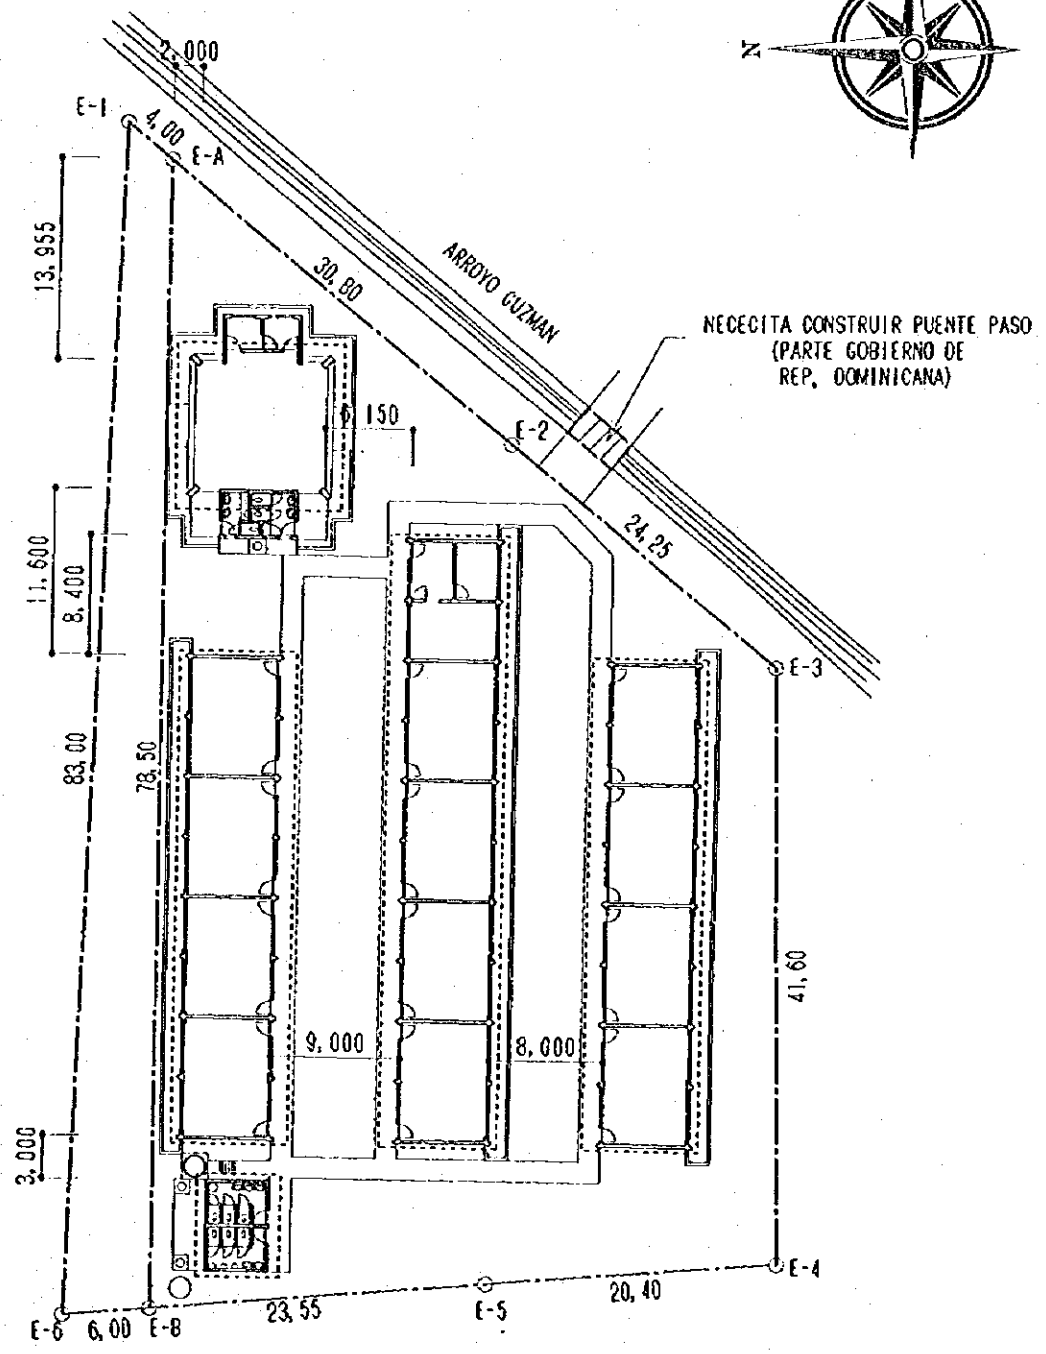 2,000
N
E-1
4,00
E-A
13.955
30,80
ARROYO GUZMAN
NECECITA CONSTRUIR PUENTE PASO
(PARTE GOBIERNO DE
REP. DOMINICANA)
6,150
E-2
24,25
11.600
8,400
E-3
83,00
78,50
41,60
9,000
8,000
3,000
E-4
20,40
E-5
23,55
E-6
6,00
E-8